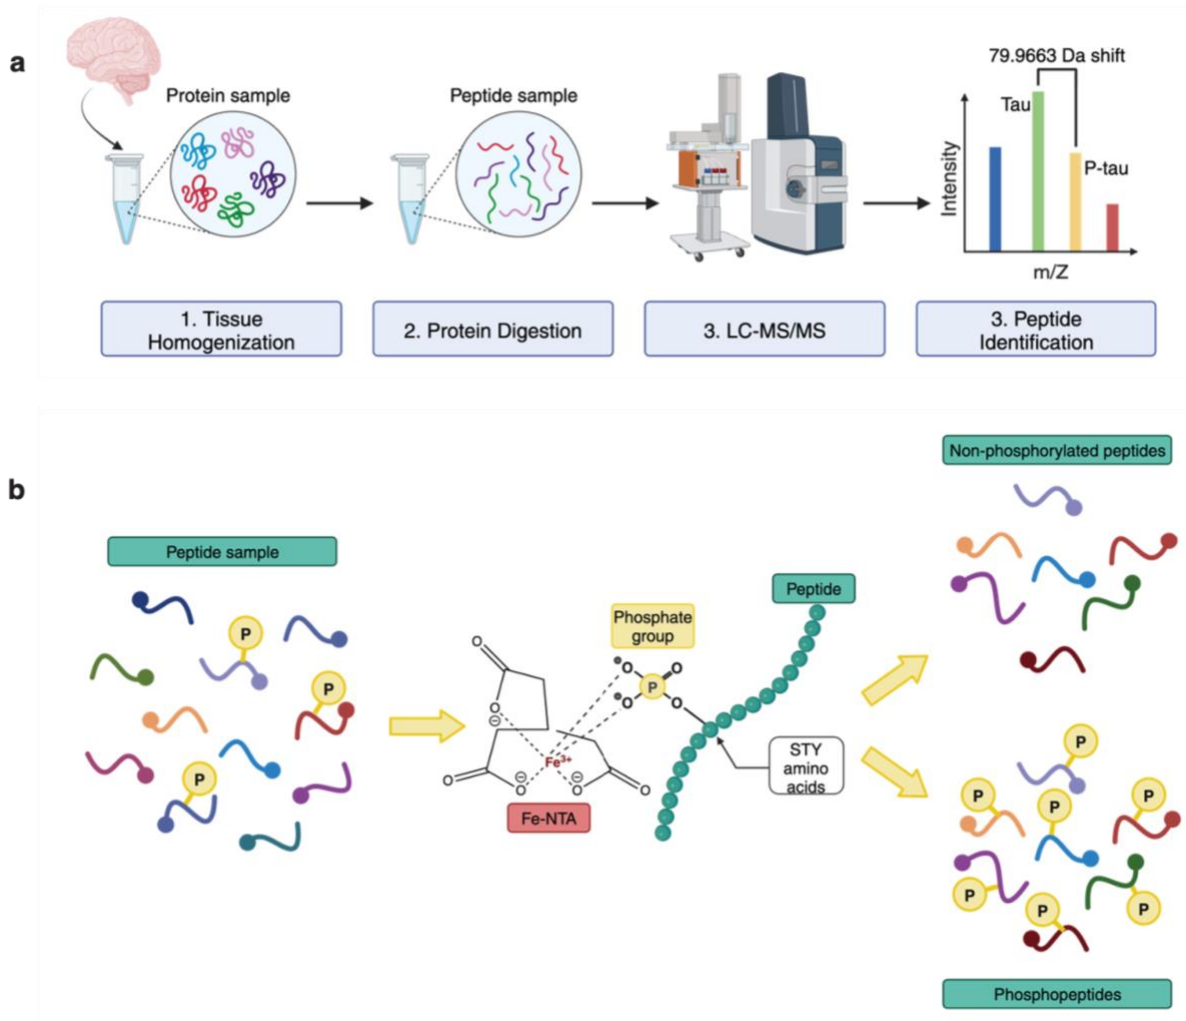 a
Protein sample
Peptide sample
79.9663 Da shift
Tau
P-tau
Intensity
m/Z
1. Tissue
Homogenization
2. Protein Digestion
3. LC-MS/MS
3. Peptide
Identification
b
Peptide sample
P
P
P
O
O
O
O
O
O
Fe³⁺
Fe-NTA
Phosphate
group
O
O
P
O
O
Peptide
STY
amino
acids
Non-phosphorylated peptides
P
P
P
P
P
P
P
Phosphopeptides